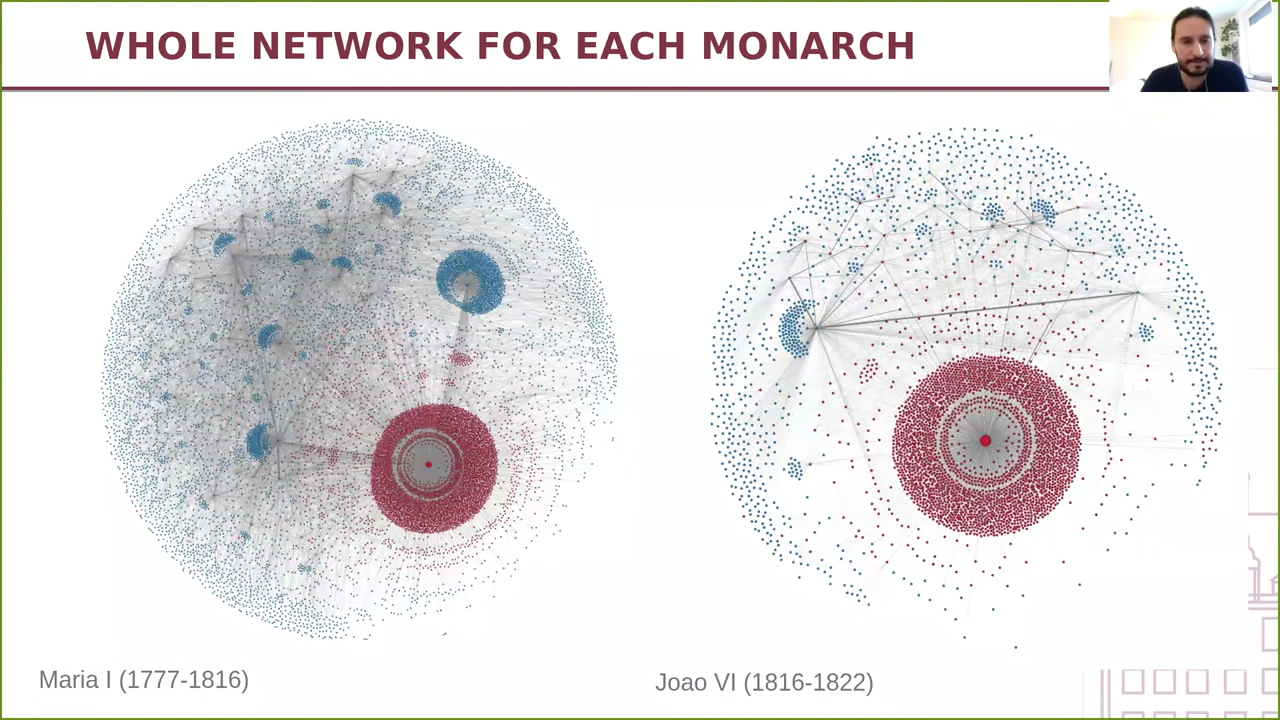 WHOLE NETWORK FOR EACH MONARCH
Maria I (1777-1816)
Joao VI (1816-1822)